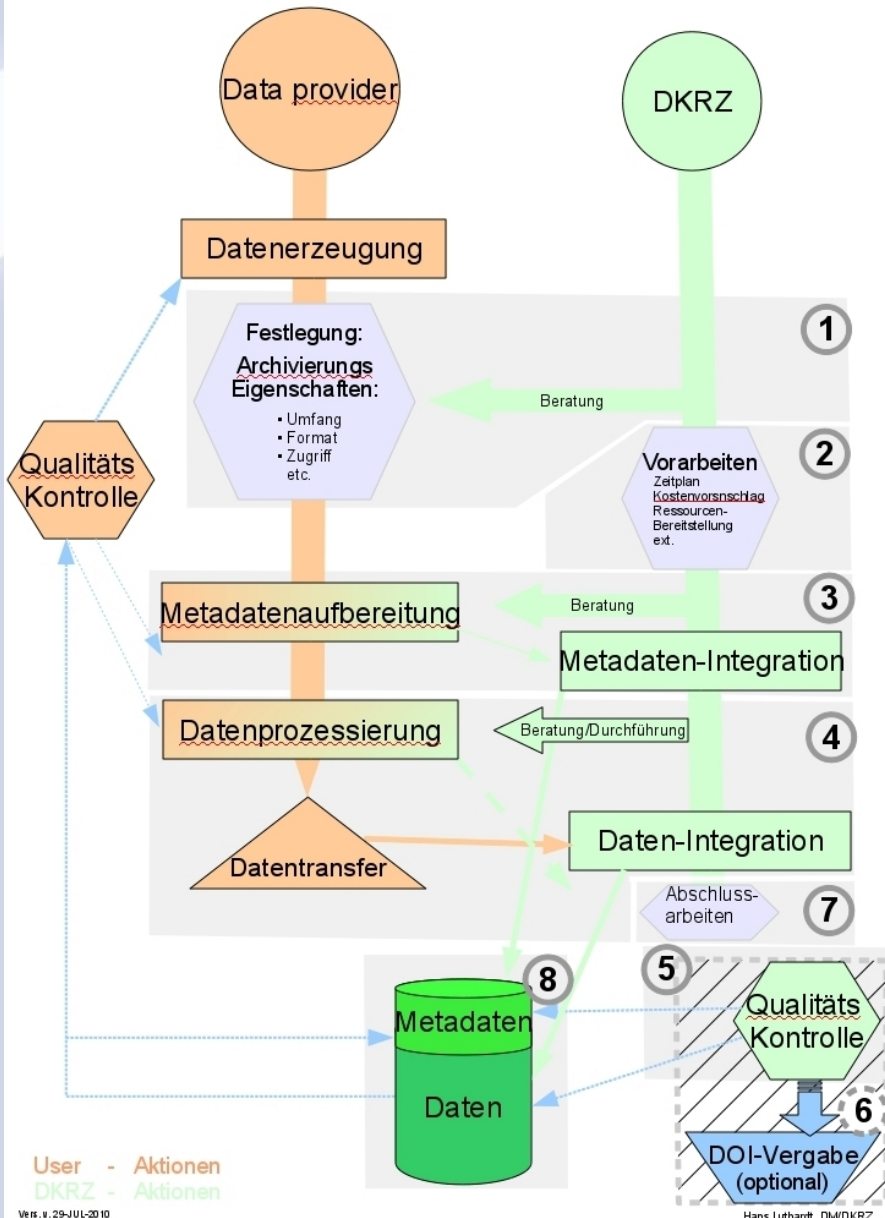 Data provider
DKRZ
Datenerzeugung
1
Festlegung:
Archivierungs
Eigenschaften:
▪ Umfang
▪ Format
▪ Zugriff
etc.
Beratung
2
Vorarbeiten
Zeitplan
Kostenvorsnschlag
Ressourcen-
Bereitstellung
ext.
Qualitäts
Kontrolle
3
Metadatenaufbereitung
Beratung
Metadaten-Integration
4
Datenprozessierung
Beratung/Durchführung
Datentransfer
Daten-Integration
Abschluss-
arbeiten
7
5
8
Metadaten
Daten
Qualitäts
Kontrolle
6
DOI-Vergabe
(optional)
User - Aktionen
DKRZ - Aktionen
Vers.v. 29-JUL-2010
Hans Luthardt, DM/DKRZ